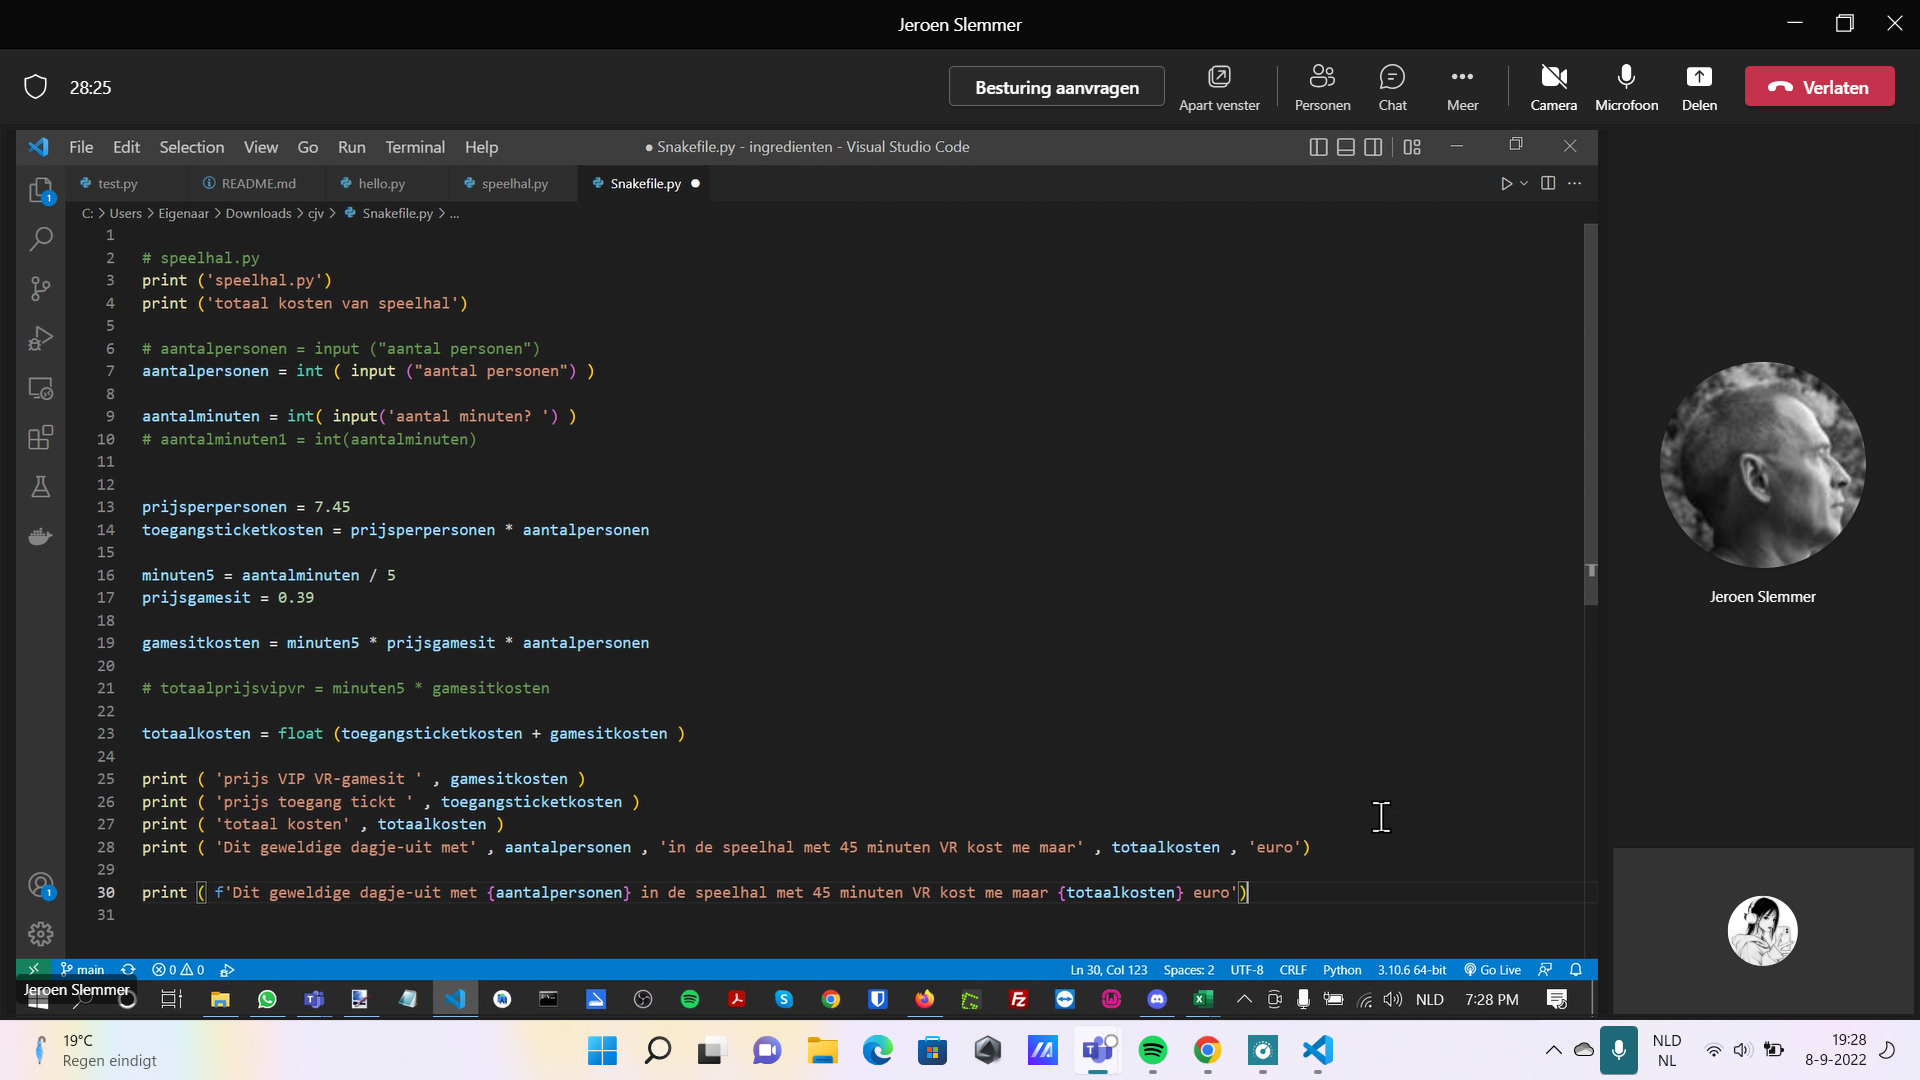 Jeroen Slemmer
28:25
Besturing aanvragen
Apart venster
Personen
Chat
Meer
Camera
Microfoon
Delen
Verlaten
File Edit Selection View Go Run Terminal Help
● Snakefile.py - ingredienten - Visual Studio Code
test.py
README.md
hello.py
speelhal.py
Snakefile.py ●
C: > Users > Eigenaar > Downloads > cjv > Snakefile.py > ...
1
2 # speelhal.py
3 print ('speelhal.py')
4 print ('totaal kosten van speelhal')
5
6 # aantalpersonen = input ("aantal personen")
7 aantalpersonen = int ( input ("aantal personen") )
8
9 aantalminuten = int( input('aantal minuten? ') )
10 # aantalminuten1 = int(aantalminuten)
11
12
13 prijsperpersonen = 7.45
14 toegangsticketkosten = prijsperpersonen * aantalpersonen
15
16 minuten5 = aantalminuten / 5
17 prijsgamesit = 0.39
18
19 gamesitkosten = minuten5 * prijsgamesit * aantalpersonen
20
21 # totaalprijsvipvr = minuten5 * gamesitkosten
22
23 totaalkosten = float (toegangsticketkosten + gamesitkosten )
24
25 print ( 'prijs VIP VR-gamesit ' , gamesitkosten )
26 print ( 'prijs toegang tickt ' , toegangsticketkosten )
27 print ( 'totaal kosten' , totaalkosten )
28 print ( 'Dit geweldige dagje-uit met' , aantalpersonen , 'in de speelhal met 45 minuten VR kost me maar' , totaalkosten , 'euro')
29
30 print ( f'Dit geweldige dagje-uit met {aantalpersonen} in de speelhal met 45 minuten VR kost me maar {totaalkosten} euro')
31
Jeroen Slemmer
1
1
main
0 0
Ln 30, Col 123
Spaces: 2
UTF-8
CRLF
Python
3.10.6 64-bit
Go Live
Jeroen Slemmer
NLD
7:28 PM
19°C
Regen eindigt
NLD
NL
19:28
8-9-2022